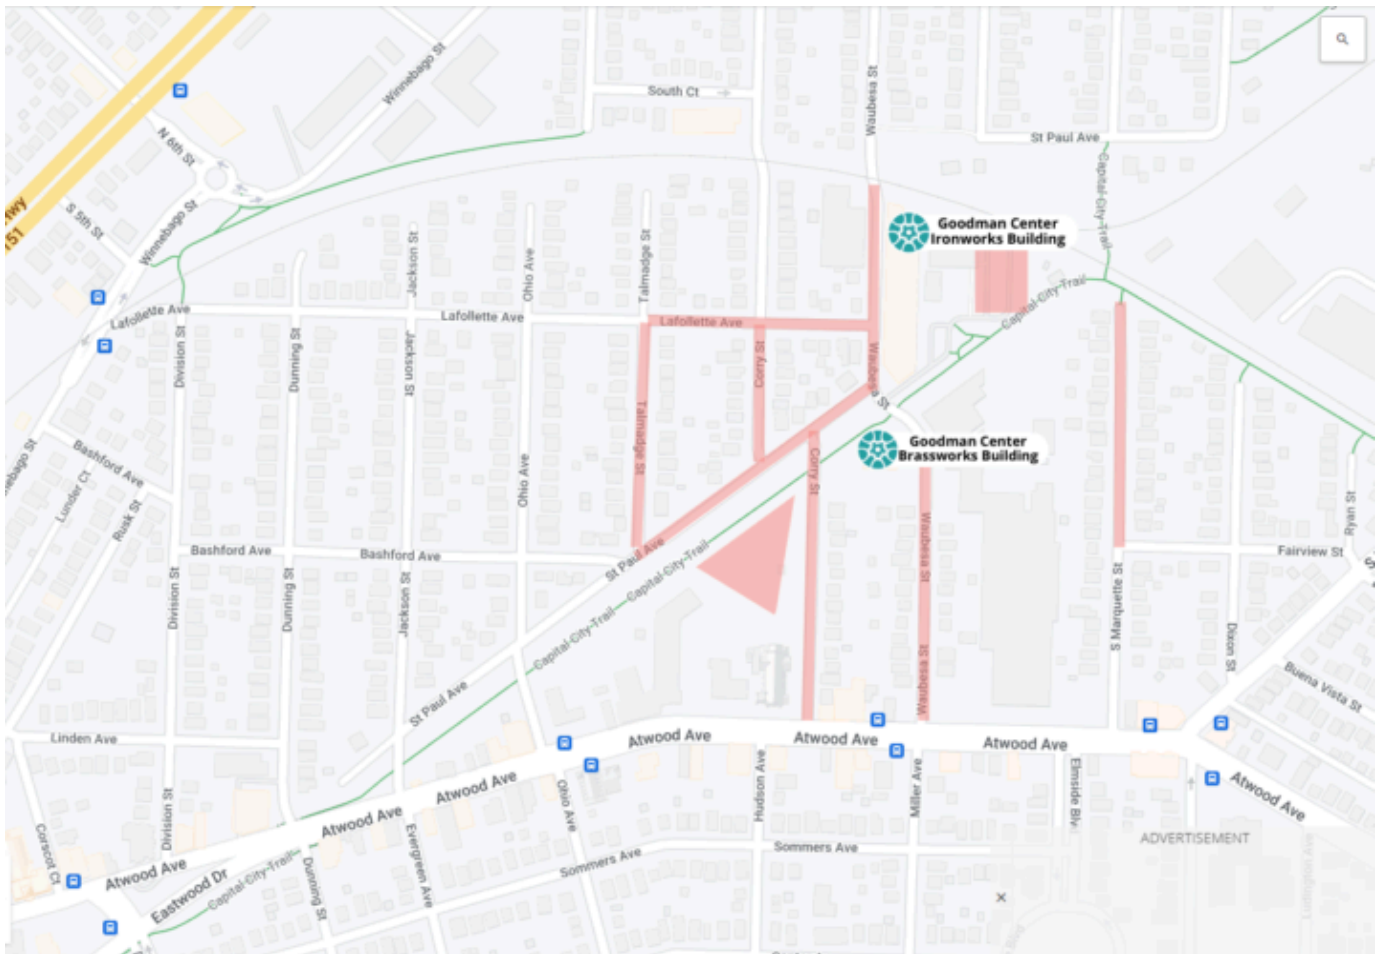 South Ct
Winnebago St
Waubesa St
N 6th St
St Paul Ave
Capital City Trail
S 5th St
Winnebago St
Hwy
151
Goodman Center
Ironworks Building
Jackson St
Ohio Ave
Talmadge St
Lafollette Ave
Lafollette Ave
Lafollette Ave
Capital City Trail
Division St
Dunning St
Jackson St
Corry St
Waubesa St
Talmadge St
Goodman Center
Brassworks Building
Bashford Ave
Lunder Ct
Rusk St
Ohio Ave
Corry St
Ryan St
Bashford Ave
Bashford Ave
St Paul Ave
Capital City Trail
Waubesa St
Fairview St
Division St
Dunning St
Jackson St
Capital City Trail
S Marquette St
Dixon St
Waubesa St
St Paul Ave
Buena Vista St
Linden Ave
Atwood Ave
Atwood Ave
Atwood Ave
Atwood Ave
Atwood Ave
Atwood Ave
Ohio Ave
Hudson Ave
Miller Ave
Elmside Blv
Division St
Corscot Ct
Evergreen Ave
Sommers Ave
Sommers Ave
ADVERTISEMENT
Atwood Ave
Eastwood Dr
Capital City Trail
Dunning St